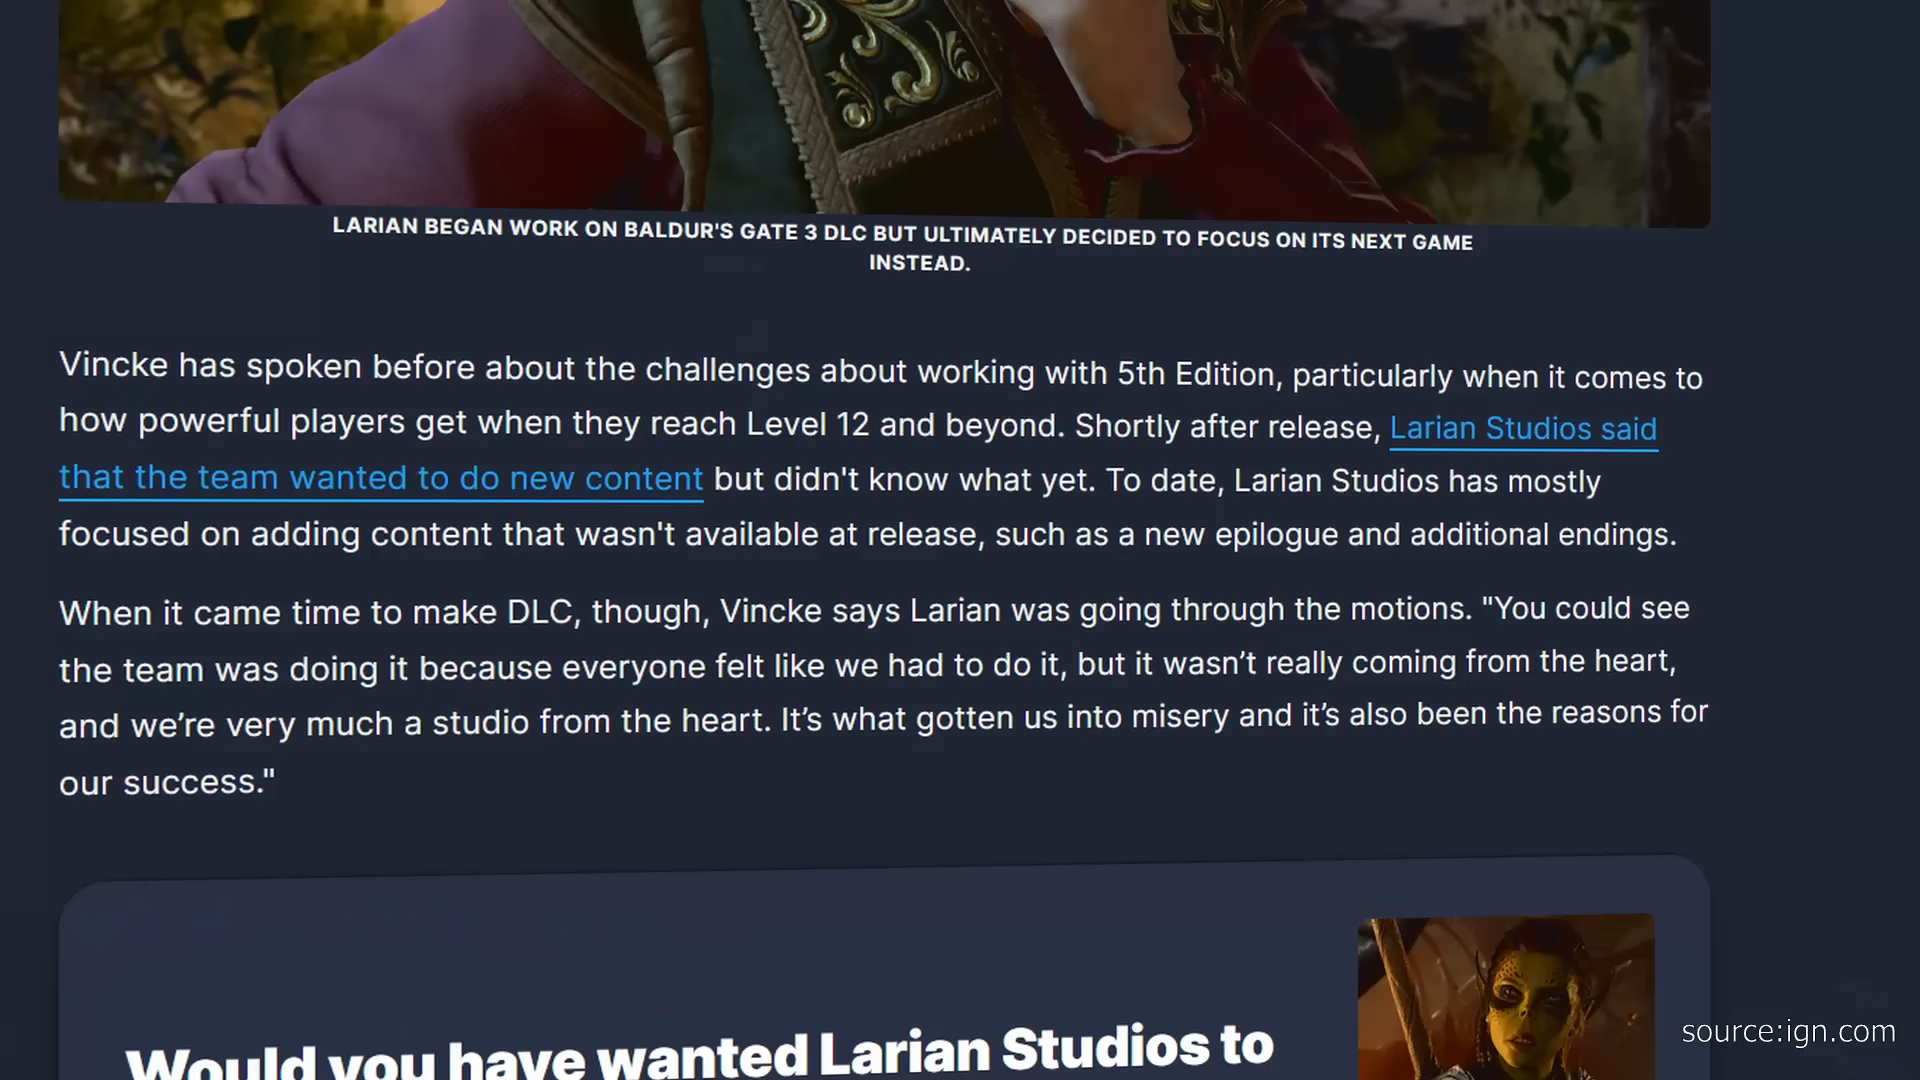 LARIAN BEGAN WORK ON BALDUR'S GATE 3 DLC BUT ULTIMATELY DECIDED TO FOCUS ON ITS NEXT GAME
INSTEAD.
Vincke has spoken before about the challenges about working with 5th Edition, particularly when it comes to
how powerful players get when they reach Level 12 and beyond. Shortly after release, Larian Studios said
that the team wanted to do new content but didn't know what yet. To date, Larian Studios has mostly
focused on adding content that wasn't available at release, such as a new epilogue and additional endings.
When it came time to make DLC, though, Vincke says Larian was going through the motions. "You could see
the team was doing it because everyone felt like we had to do it, but it wasn’t really coming from the heart,
and we’re very much a studio from the heart. It’s what gotten us into misery and it’s also been the reasons for
our success."
Would you have wanted Larian Studios to
source:ign.com